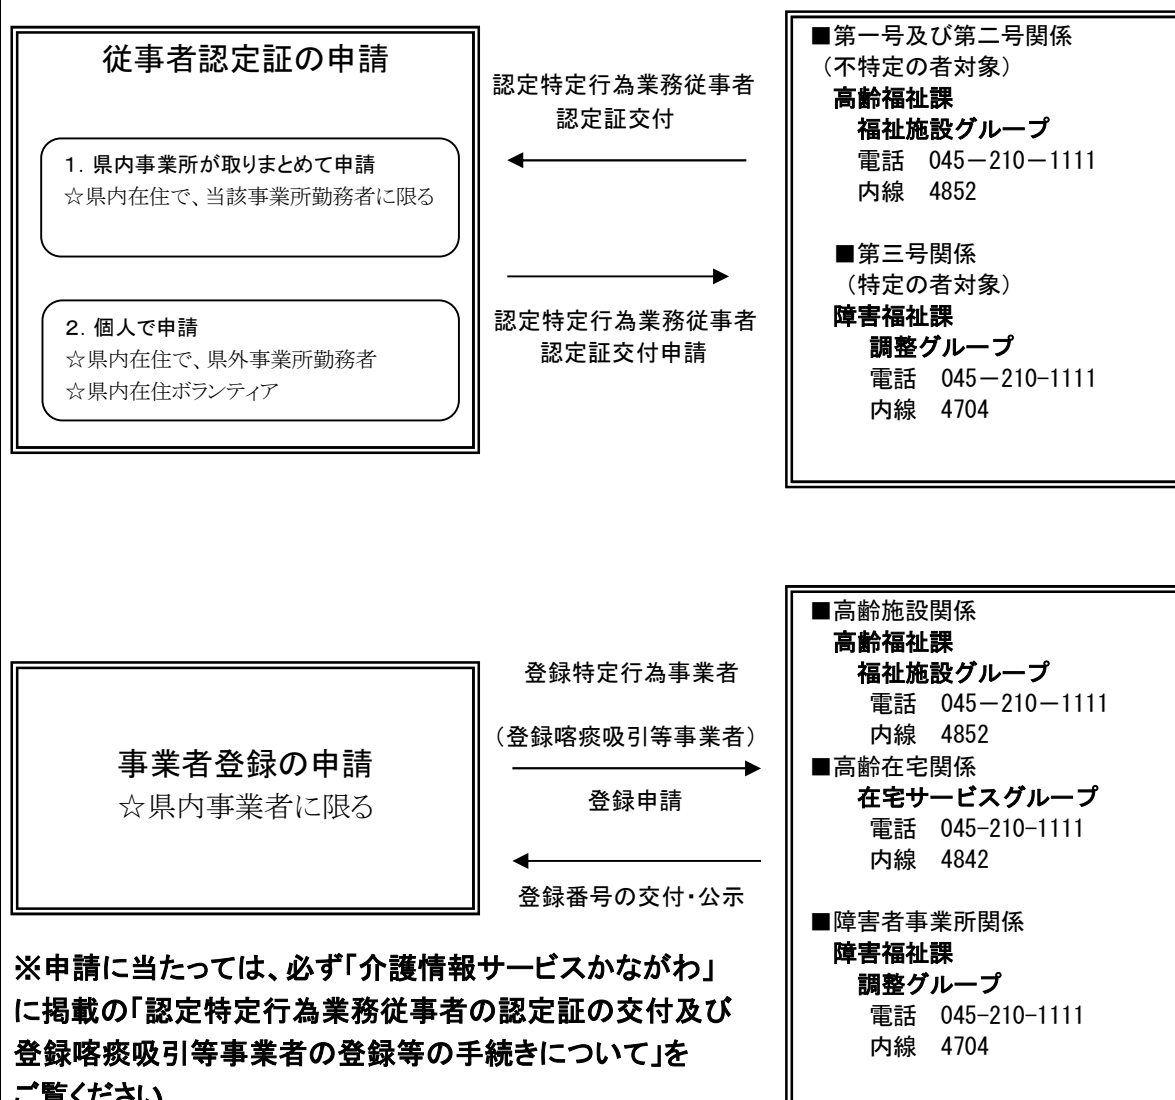 従事者認定証の申請
1．県内事業所が取りまとめて申請
☆県内在住で、当該事業所勤務者に限る
2．個人で申請
☆県内在住で、県外事業所勤務者
☆県内在住ボランティア
認定特定行為業務従事者
認定証交付
認定特定行為業務従事者
認定証交付申請
■第一号及び第二号関係
（不特定の者対象）
高齢福祉課
福祉施設グループ
電話　045－210－1111
内線　4852
■第三号関係
（特定の者対象）
障害福祉課
調整グループ
電話　045－210-1111
内線　4704
事業者登録の申請
☆県内事業者に限る
登録特定行為事業者
（登録喀痰吸引等事業者）
登録申請
登録番号の交付・公示
■高齢施設関係
高齢福祉課
福祉施設グループ
電話　045－210－1111
内線　4852
■高齢在宅関係
在宅サービスグループ
電話　045-210-1111
内線　4842
■障害者事業所関係
障害福祉課
調整グループ
電話　045-210-1111
内線　4704
※申請に当たっては、必ず「介護情報サービスかながわ」
に掲載の「認定特定行為業務従事者の認定証の交付及び
登録喀痰吸引等事業者の登録等の手続きについて」を
ご覧ください